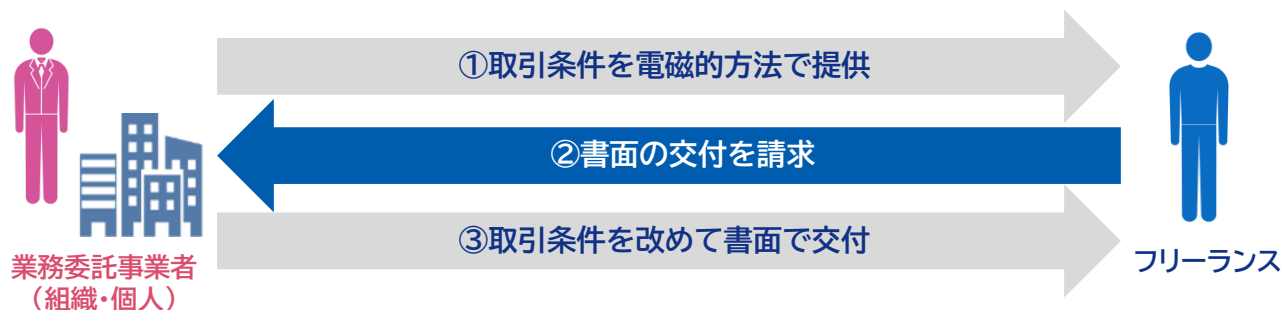 ①取引条件を電磁的方法で提供
②書面の交付を請求
③取引条件を改めて書面で交付
業務委託事業者
（組織・個人）
フリーランス